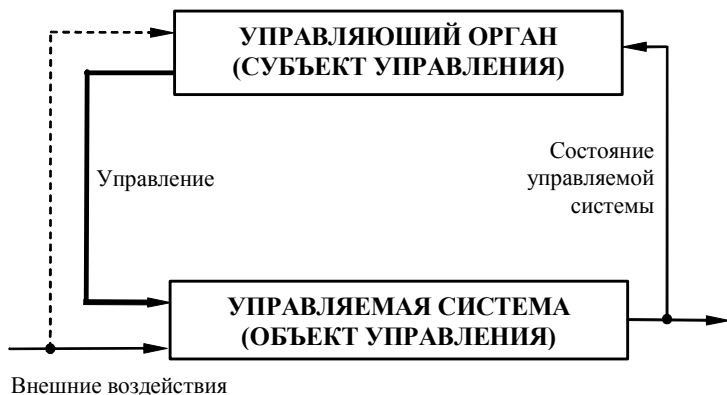 УПРАВЛЯЮШИЙ ОРГАН
(СУБЪЕКТ УПРАВЛЕНИЯ)
Управление
Состояние
управляемой
системы
УПРАВЛЯЕМАЯ СИСТЕМА
(ОБЪЕКТ УПРАВЛЕНИЯ)
Внешние воздействия